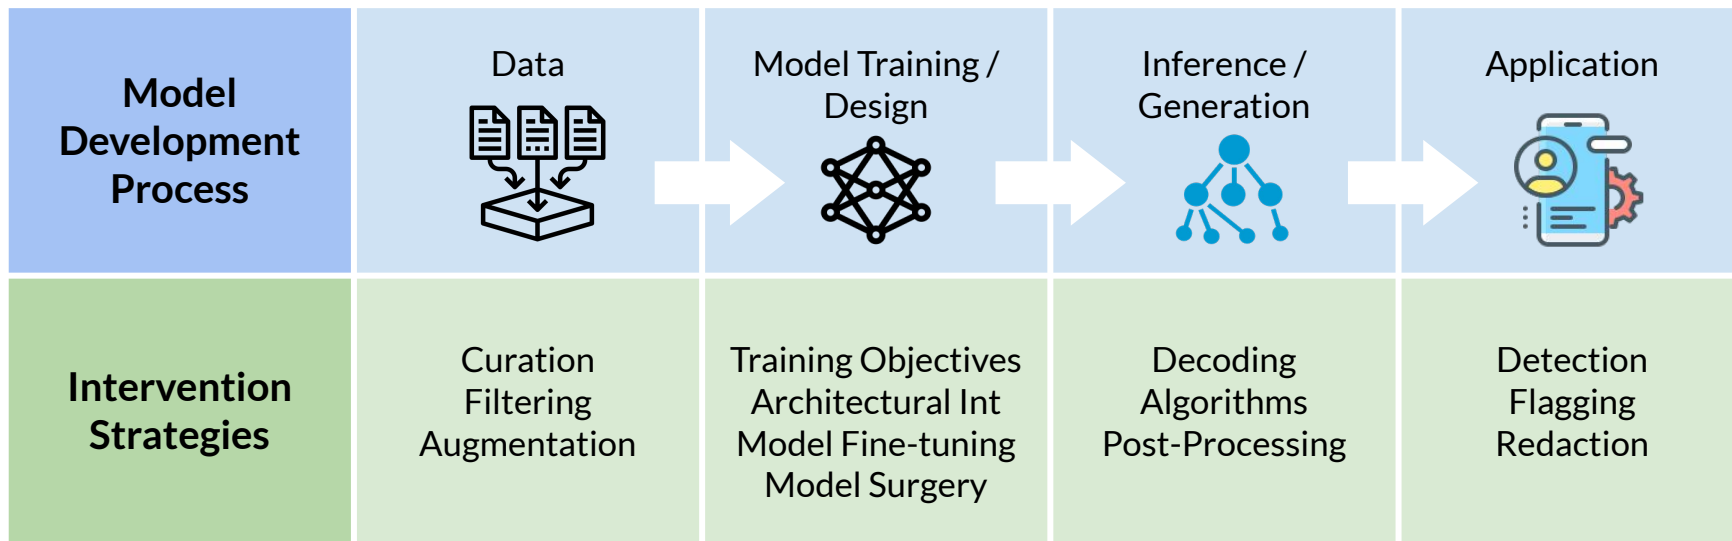 Model
Development
Process
Data
Model Training /
Design
Inference /
Generation
Application
Intervention
Strategies
Curation
Filtering
Augmentation
Training Objectives
Architectural Int
Model Fine-tuning
Model Surgery
Decoding
Algorithms
Post-Processing
Detection
Flagging
Redaction